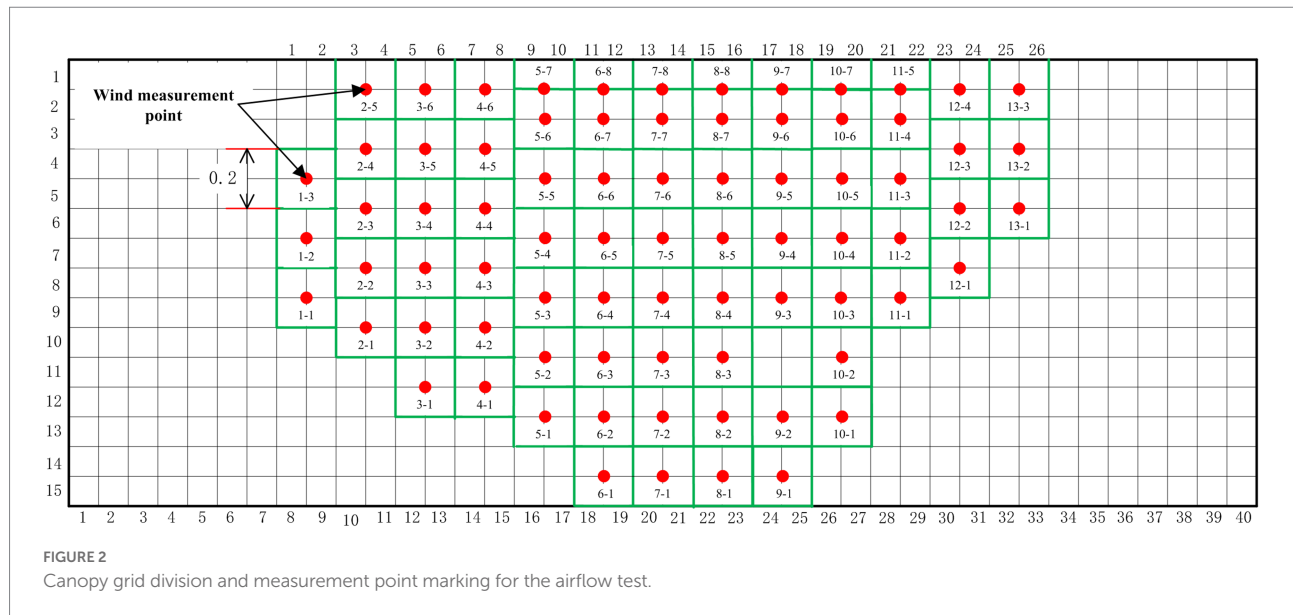 1 2 3 4 5 6 7 8 9 10 11 12 13 14 15 16 17 18 19 20 21 22 23 24 25 26
1 5-7 6-8 7-8 8-8 9-7 10-7 11-5
Wind measurement
point
2 2-5 3-6 4-6 12-4 13-3
3 5-6 6-7 7-7 8-7 9-6 10-6 11-4
4 2-4 3-5 4-5 12-3 13-2
0.2
5 1-3 5-5 6-6 7-6 8-6 9-5 10-5 11-3
6 2-3 3-4 4-4 12-2 13-1
7 1-2 5-4 6-5 7-5 8-5 9-4 10-4 11-2
8 2-2 3-3 4-3 12-1
9 1-1 5-3 6-4 7-4 8-4 9-3 10-3 11-1
10 2-1 3-2 4-2
11 5-2 6-3 7-3 8-3 10-2
12 3-1 4-1
13 5-1 6-2 7-2 8-2 9-2 10-1
14
15 6-1 7-1 8-1 9-1
1 2 3 4 5 6 7 8 9 10 11 12 13 14 15 16 17 18 19 20 21 22 23 24 25 26 27 28 29 30 31 32 33 34 35 36 37 38 39 40
FIGURE 2
Canopy grid division and measurement point marking for the airflow test.